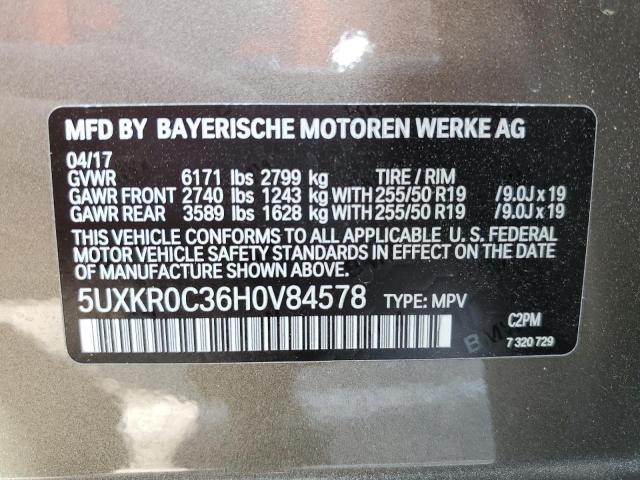 MFD BY BAYERISCHE MOTOREN WERKE AG
04/17
GVWR 6171 lbs 2799 kg TIRE / RIM
GAWR FRONT 2740 lbs 1243 kg WITH 255/50 R19 /9.0J x 19
GAWR REAR 3589 lbs 1628 kg WITH 255/50 R19 /9.0J x 19
THIS VEHICLE CONFORMS TO ALL APPLICABLE U. S. FEDERAL
MOTOR VEHICLE SAFETY STANDARDS IN EFFECT ON THE
DATE OF MANUFACTURE SHOWN ABOVE.
5UXKR0C36H0V84578 TYPE: MPV
C2PM
BMW
7 320 729